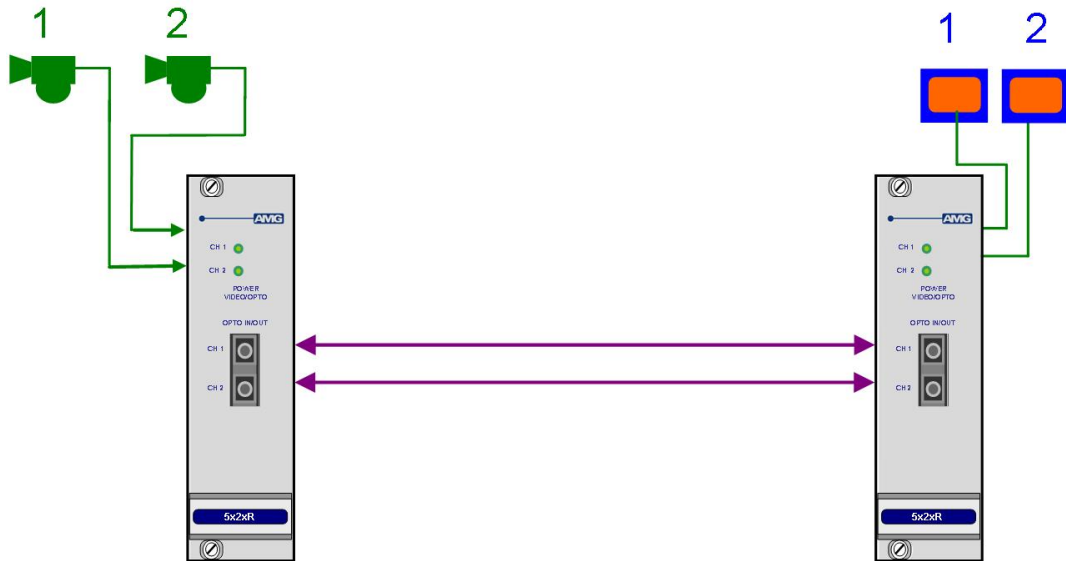 1
2
1
2
AMG
CH 1
CH 2
POWER
VIDEO/OPTO
OPTO IN/OUT
CH 1
CH 2
5x2xR
AMG
CH 1
CH 2
POWER
VIDEO/OPTO
OPTO IN/OUT
CH 1
CH 2
5x2xR